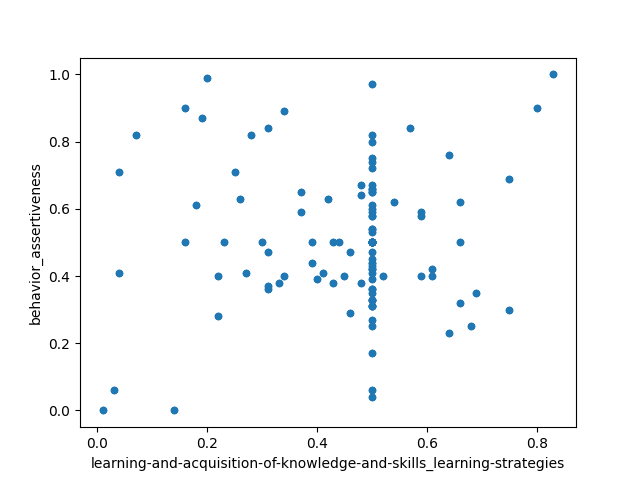 1.0
0.8
0.6
0.4
0.2
0.0
behavior_assertiveness
0.0 0.2 0.4 0.6 0.8
learning-and-acquisition-of-knowledge-and-skills_learning-strategies